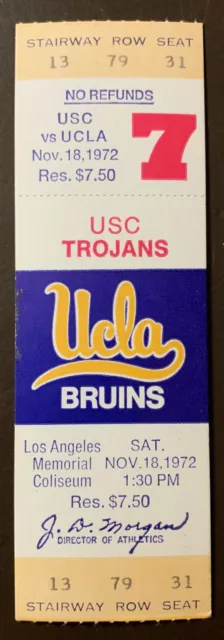 STAIRWAY ROW SEAT
13 79 31
NO REFUNDS
USC
vs UCLA
Nov. 18, 1972
Res. $7.50
7
USC
TROJANS
Ucla
BRUINS
Los Angeles
Memorial
Coliseum
SAT.
NOV. 18, 1972
1:30 PM
Res. $7.50
J. D. Morgan
DIRECTOR OF ATHLETICS
13 79 31
STAIRWAY ROW SEAT